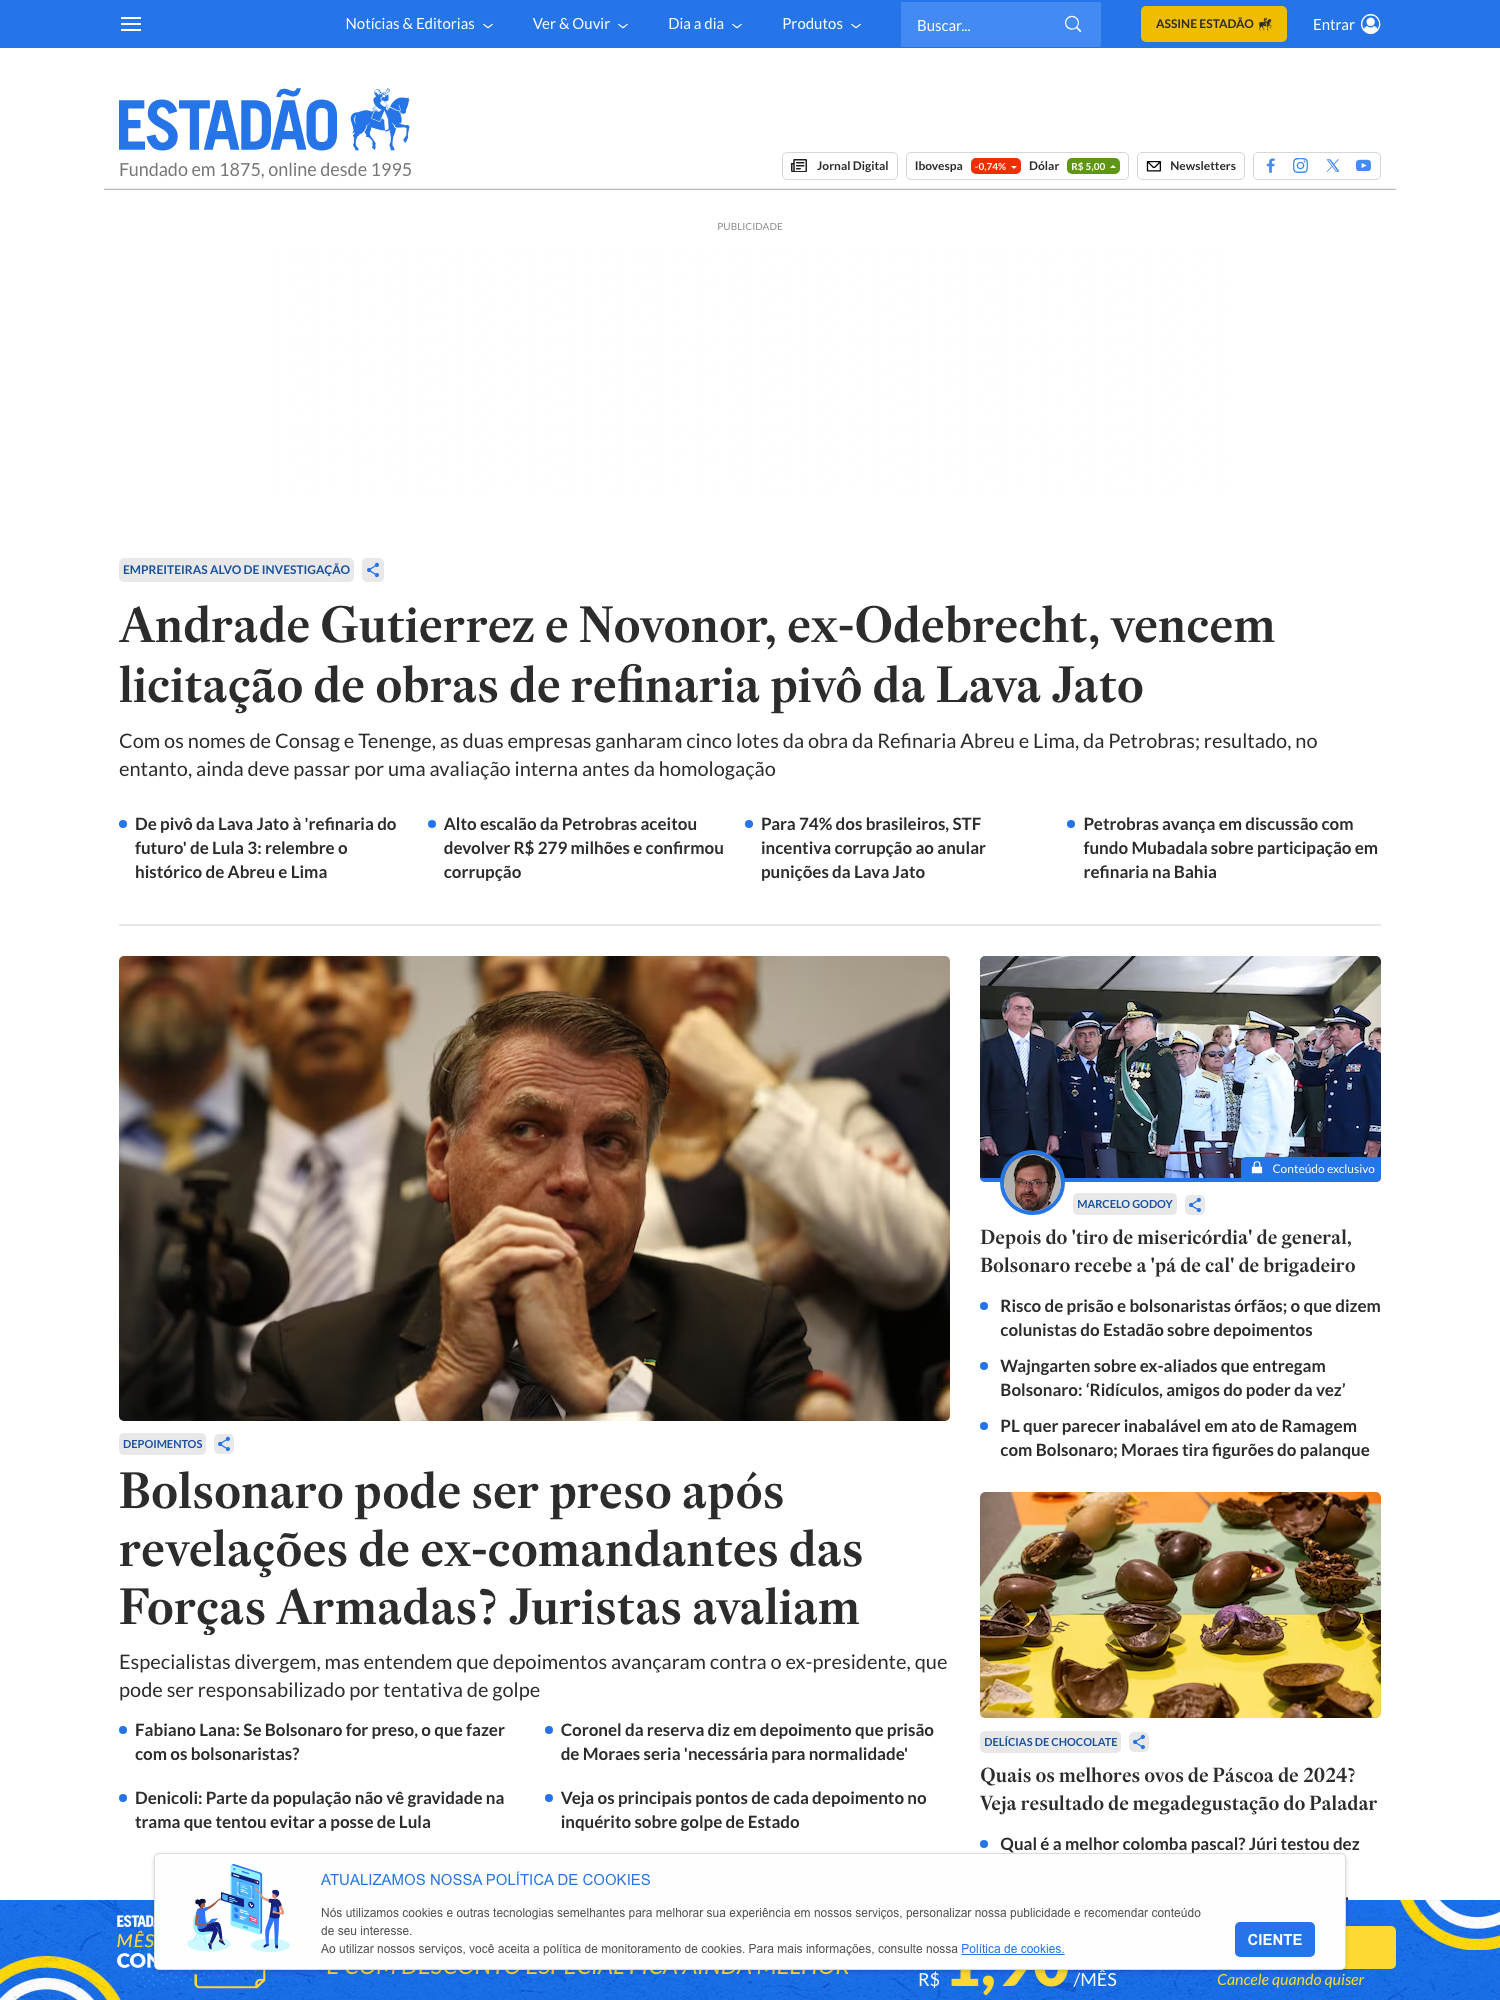 Notícias & Editorias
Ver & Ouvir
Dia a dia
Produtos
Buscar...
ASSINE ESTADÃO
Entrar
ESTADÃO
Fundado em 1875, online desde 1995
Jornal Digital
Ibovespa -0,74%
Dólar R$ 5,00
Newsletters
PUBLICIDADE
EMPREITEIRAS ALVO DE INVESTIGAÇÃO
Andrade Gutierrez e Novonor, ex-Odebrecht, vencem
licitação de obras de refinaria pivô da Lava Jato
Com os nomes de Consag e Tenenge, as duas empresas ganharam cinco lotes da obra da Refinaria Abreu e Lima, da Petrobras; resultado, no
entanto, ainda deve passar por uma avaliação interna antes da homologação
De pivô da Lava Jato à 'refinaria do
futuro' de Lula 3: relembre o
histórico de Abreu e Lima
Alto escalão da Petrobras aceitou
devolver R$ 279 milhões e confirmou
corrupção
Para 74% dos brasileiros, STF
incentiva corrupção ao anular
punições da Lava Jato
Petrobras avança em discussão com
fundo Mubadala sobre participação em
refinaria na Bahia
DEPOIMENTOS
Bolsonaro pode ser preso após
revelações de ex-comandantes das
Forças Armadas? Juristas avaliam
Especialistas divergem, mas entendem que depoimentos avançaram contra o ex-presidente, que
pode ser responsabilizado por tentativa de golpe
Fabiano Lana: Se Bolsonaro for preso, o que fazer
com os bolsonaristas?
Coronel da reserva diz em depoimento que prisão
de Moraes seria 'necessária para normalidade'
Denicoli: Parte da população não vê gravidade na
trama que tentou evitar a posse de Lula
Veja os principais pontos de cada depoimento no
inquérito sobre golpe de Estado
Conteúdo exclusivo
MARCELO GODOY
Depois do 'tiro de misericórdia' de general,
Bolsonaro recebe a 'pá de cal' de brigadeiro
Risco de prisão e bolsonaristas órfãos; o que dizem
colunistas do Estadão sobre depoimentos
Wajngarten sobre ex-aliados que entregam
Bolsonaro: ‘Ridículos, amigos do poder da vez’
PL quer parecer inabalável em ato de Ramagem
com Bolsonaro; Moraes tira figurões do palanque
DELÍCIAS DE CHOCOLATE
Quais os melhores ovos de Páscoa de 2024?
Veja resultado de megadegustação do Paladar
Qual é a melhor colomba pascal? Júri testou dez
ATUALIZAMOS NOSSA POLÍTICA DE COOKIES
Nós utilizamos cookies e outras tecnologias semelhantes para melhorar sua experiência em nossos serviços, personalizar nossa publicidade e recomendar conteúdo
de seu interesse.
Ao utilizar nossos serviços, você aceita a política de monitoramento de cookies. Para mais informações, consulte nossa Política de cookies.
CIENTE
MÊS
E COM DESCONTO ESPECIAL FICA AINDA MELHOR
R$ 1,90 /MÊS
Cancele quando quiser